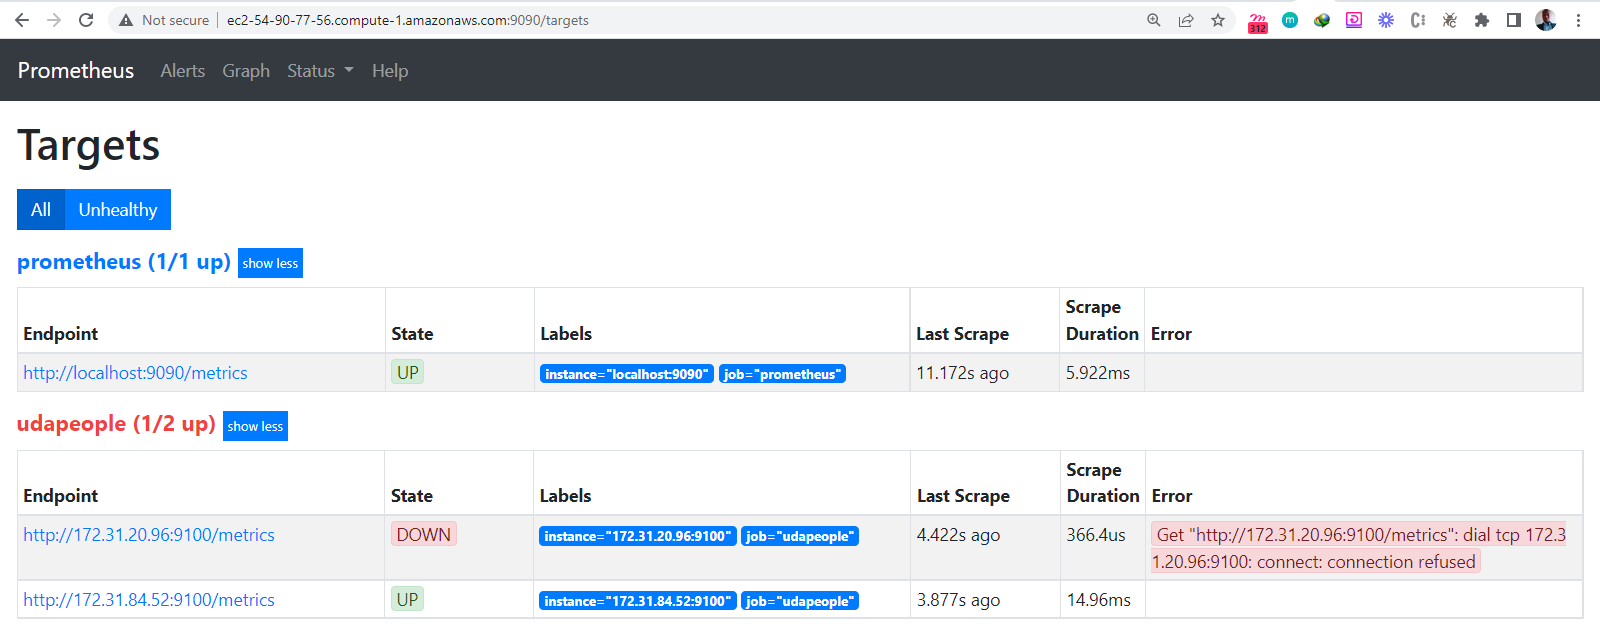 Not secure | ec2-54-90-77-56.compute-1.amazonaws.com:9090/targets
312
Prometheus Alerts Graph Status Help
Targets
All Unhealthy
prometheus (1/1 up) show less
Endpoint State Labels Last Scrape Scrape Duration Error
http://localhost:9090/metrics UP instance="localhost:9090" job="prometheus" 11.172s ago 5.922ms
udapeople (1/2 up) show less
Endpoint State Labels Last Scrape Scrape Duration Error
http://172.31.20.96:9100/metrics DOWN instance="172.31.20.96:9100" job="udapeople" 4.422s ago 366.4us Get "http://172.31.20.96:9100/metrics": dial tcp 172.3
1.20.96:9100: connect: connection refused
http://172.31.84.52:9100/metrics UP instance="172.31.84.52:9100" job="udapeople" 3.877s ago 14.96ms